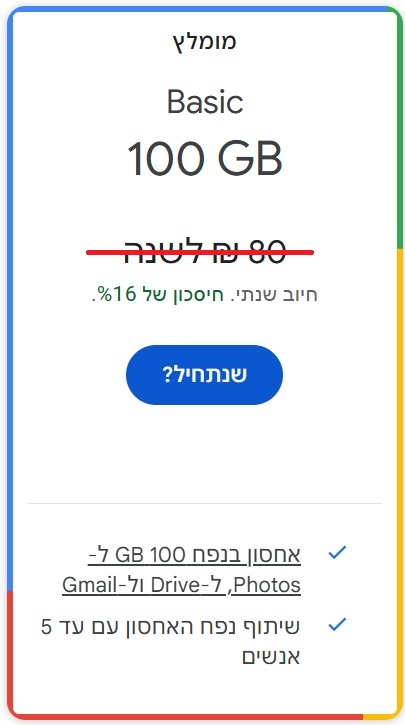 מומלץ
Basic
100 GB
80 ₪ לשנה
חיוב שנתי. חיסכון של 16%.
שנתחיל?
אחסון בנפח 100 GB ל-
Photos, ל-Drive ול-Gmail
שיתוף נפח האחסון עם עד 5
אנשים